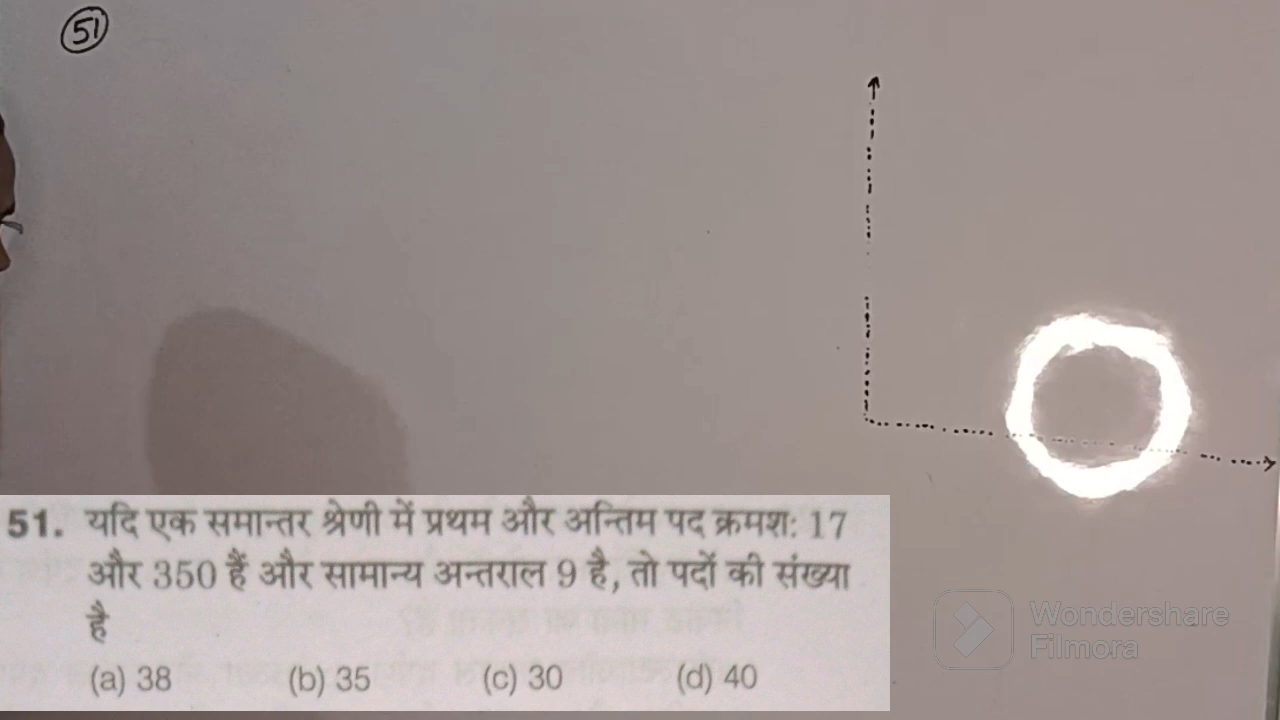 51
51. यदि एक समान्तर श्रेणी में प्रथम और अन्तिम पद क्रमश: 17
और 350 हैं और सामान्य अन्तराल 9 है, तो पदों की संख्या
है
(a) 38 (b) 35 (c) 30 (d) 40
Wondershare
Filmora